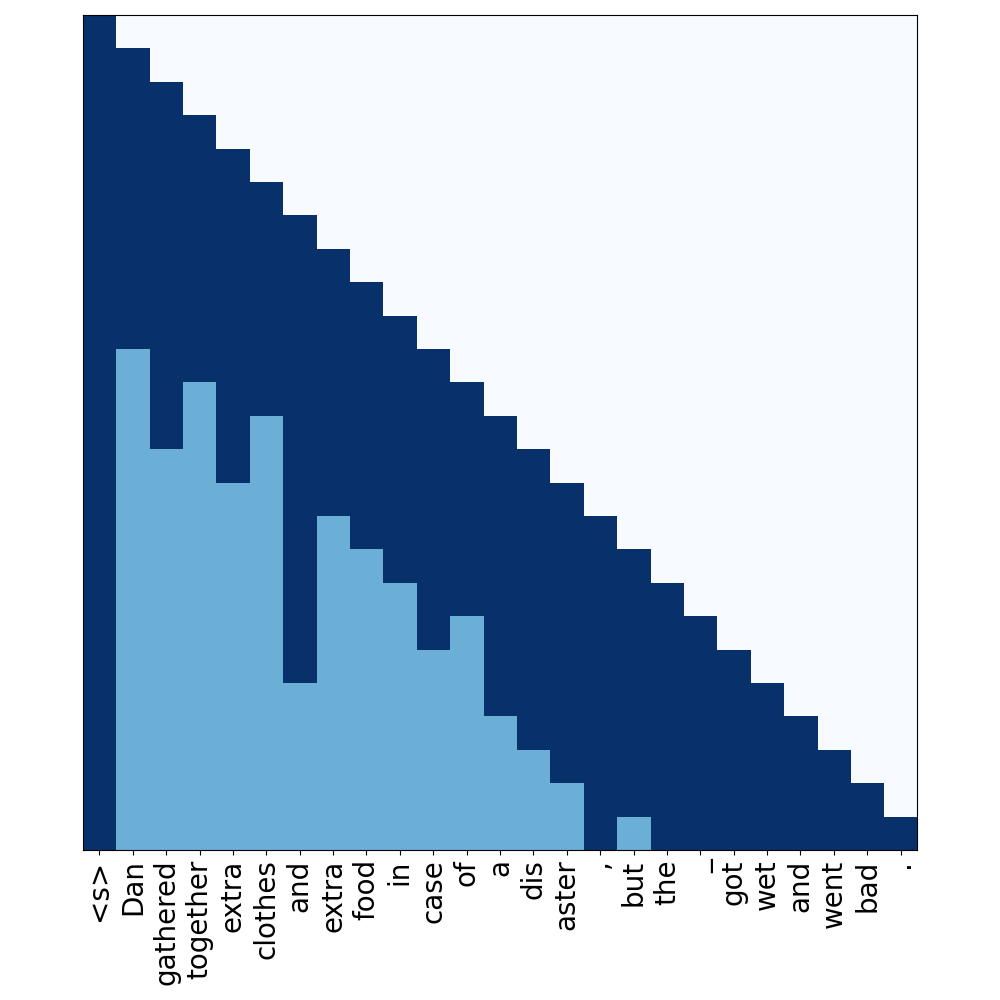 <s> Dan gathered together extra clothes and extra food in case of a dis aster , but the _ got wet and went bad .